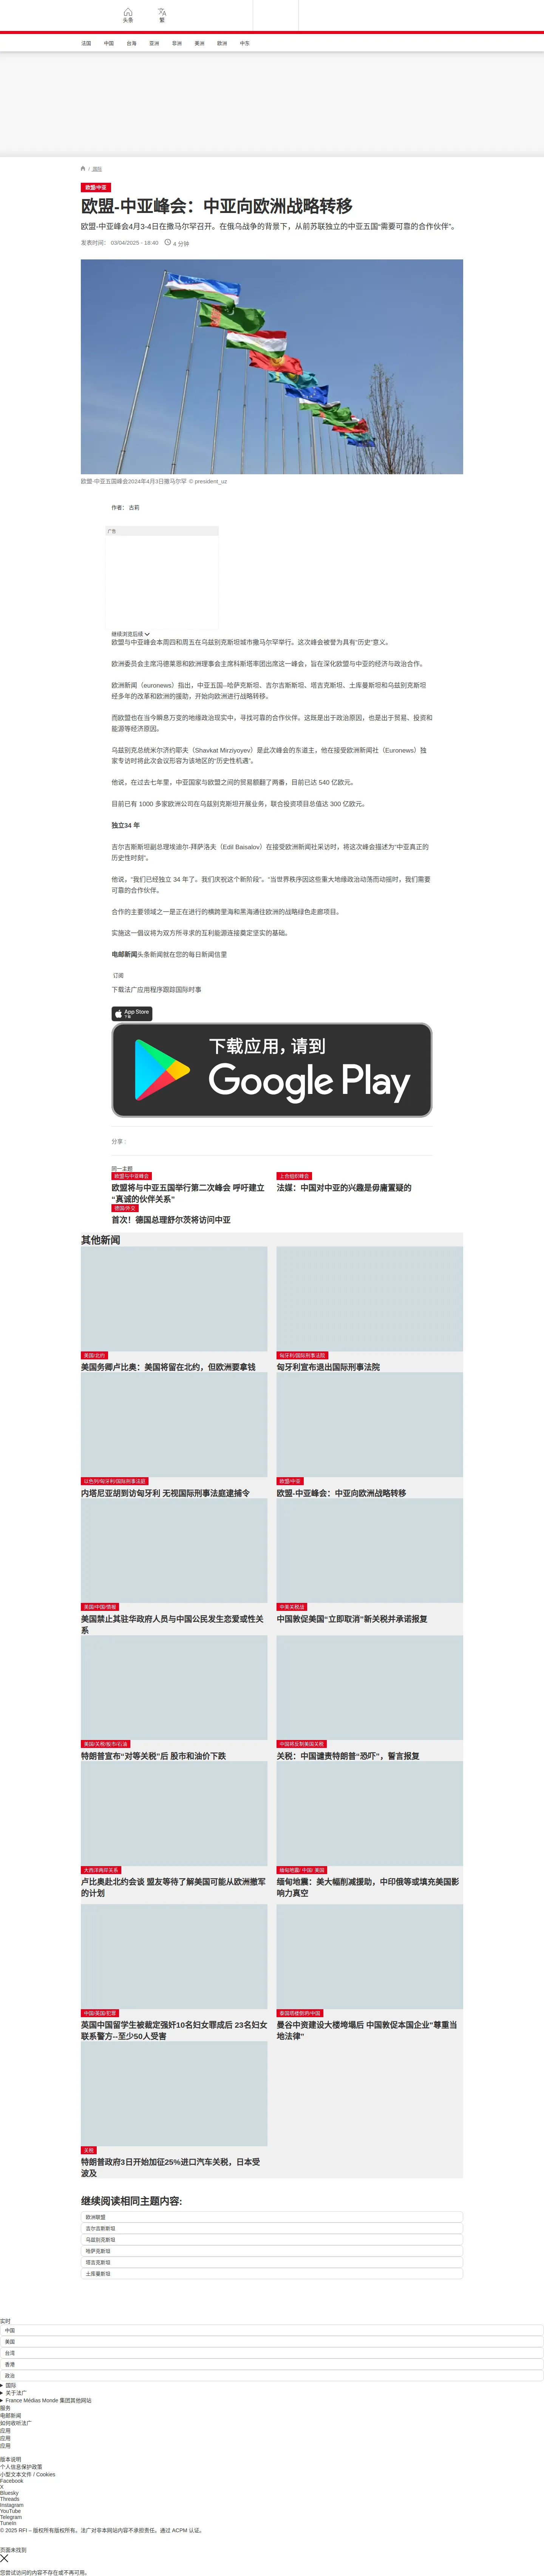 头条
繁
法国
中国
台海
亚洲
非洲
美洲
欧洲
中东
/ 国际
欧盟/中亚
欧盟-中亚峰会：中亚向欧洲战略转移
欧盟-中亚峰会4月3-4日在撒马尔罕召开。在俄乌战争的背景下，从前苏联独立的中亚五国“需要可靠的合作伙伴”。
发表时间： 03/04/2025 - 18:40
4 分钟
欧盟-中亚五国峰会2024年4月3日撒马尔罕 © president_uz
作者： 古莉
广告
继续浏览后续
欧盟与中亚峰会本周四和周五在乌兹别克斯坦城市撒马尔罕举行。这次峰会被誉为具有“历史”意义。
欧洲委员会主席冯德莱恩和欧洲理事会主席科斯塔率团出席这一峰会，旨在深化欧盟与中亚的经济与政治合作。
欧洲新闻（euronews）指出，中亚五国--哈萨克斯坦、吉尔吉斯斯坦、塔吉克斯坦、土库曼斯坦和乌兹别克斯坦
经多年的改革和欧洲的援助，开始向欧洲进行战略转移。
而欧盟也在当今瞬息万变的地缘政治现实中，寻找可靠的合作伙伴。这既是出于政治原因，也是出于贸易、投资和
能源等经济原因。
乌兹别克总统米尔济约耶夫（Shavkat Mirziyoyev）是此次峰会的东道主，他在接受欧洲新闻社（Euronews）独
家专访时将此次会议形容为该地区的“历史性机遇”。
他说，在过去七年里，中亚国家与欧盟之间的贸易额翻了两番，目前已达 540 亿欧元。
目前已有 1000 多家欧洲公司在乌兹别克斯坦开展业务，联合投资项目总值达 300 亿欧元。
独立34 年
吉尔吉斯斯坦副总理埃迪尔-拜萨洛夫（Edil Baisalov）在接受欧洲新闻社采访时，将这次峰会描述为“中亚真正的
历史性时刻”。
他说，“我们已经独立 34 年了。我们庆祝这个新阶段“。“当世界秩序因这些重大地缘政治动荡而动摇时，我们需要
可靠的合作伙伴。
合作的主要领域之一是正在进行的横跨里海和黑海通往欧洲的战略绿色走廊项目。
实施这一倡议将为双方所寻求的互利能源连接奠定坚实的基础。
电邮新闻头条新闻就在您的每日新闻信里
订阅
下载法广应用程序跟踪国际时事
App Store
下载
下载应用，请到
Google Play
分享 :
同一主题
欧盟与中亚峰会
欧盟将与中亚五国举行第二次峰会 呼吁建立
“真诚的伙伴关系”
上合组织峰会
法媒：中国对中亚的兴趣是毋庸置疑的
德国/外交
首次！德国总理舒尔茨将访问中亚
其他新闻
美国/北约
美国务卿卢比奥：美国将留在北约，但欧洲要拿钱
匈牙利/国际刑事法院
匈牙利宣布退出国际刑事法院
以色列/匈牙利/国际刑事法庭
内塔尼亚胡到访匈牙利 无视国际刑事法庭逮捕令
欧盟/中亚
欧盟-中亚峰会：中亚向欧洲战略转移
美国/中国/情报
美国禁止其驻华政府人员与中国公民发生恋爱或性关
系
中美关税战
中国敦促美国“立即取消”新关税并承诺报复
美国/关税/股市/石油
特朗普宣布“对等关税”后 股市和油价下跌
中国将反制美国关税
关税：中国谴责特朗普“恐吓”，誓言报复
大西洋两岸关系
卢比奥赴北约会谈 盟友等待了解美国可能从欧洲撤军
的计划
缅甸地震/ 中国/ 美国
缅甸地震：美大幅削减援助，中印俄等或填充美国影
响力真空
中国/英国/犯罪
英国中国留学生被裁定强奸10名妇女罪成后 23名妇女
联系警方--至少50人受害
泰国塔楼倒坍/中国
曼谷中资建设大楼垮塌后 中国敦促本国企业"尊重当
地法律"
关税
特朗普政府3日开始加征25%进口汽车关税，日本受
波及
继续阅读相同主题内容:
欧洲联盟
吉尔吉斯斯坦
乌兹别克斯坦
哈萨克斯坦
塔吉克斯坦
土库曼斯坦
实时
中国
美国
台湾
香港
政治
国际
关于法广
France Médias Monde 集团其他网站
服务
电邮新闻
如何收听法广
应用
应用
应用
版本说明
个人信息保护政策
小型文本文件 / Cookies
Facebook
X
Bluesky
Threads
Instagram
YouTube
Telegram
TuneIn
© 2025 RFI – 版权所有版权所有。法广对非本网站内容不承担责任。通过 ACPM 认证。
页面未找到
您尝试访问的内容不存在或不再可用。